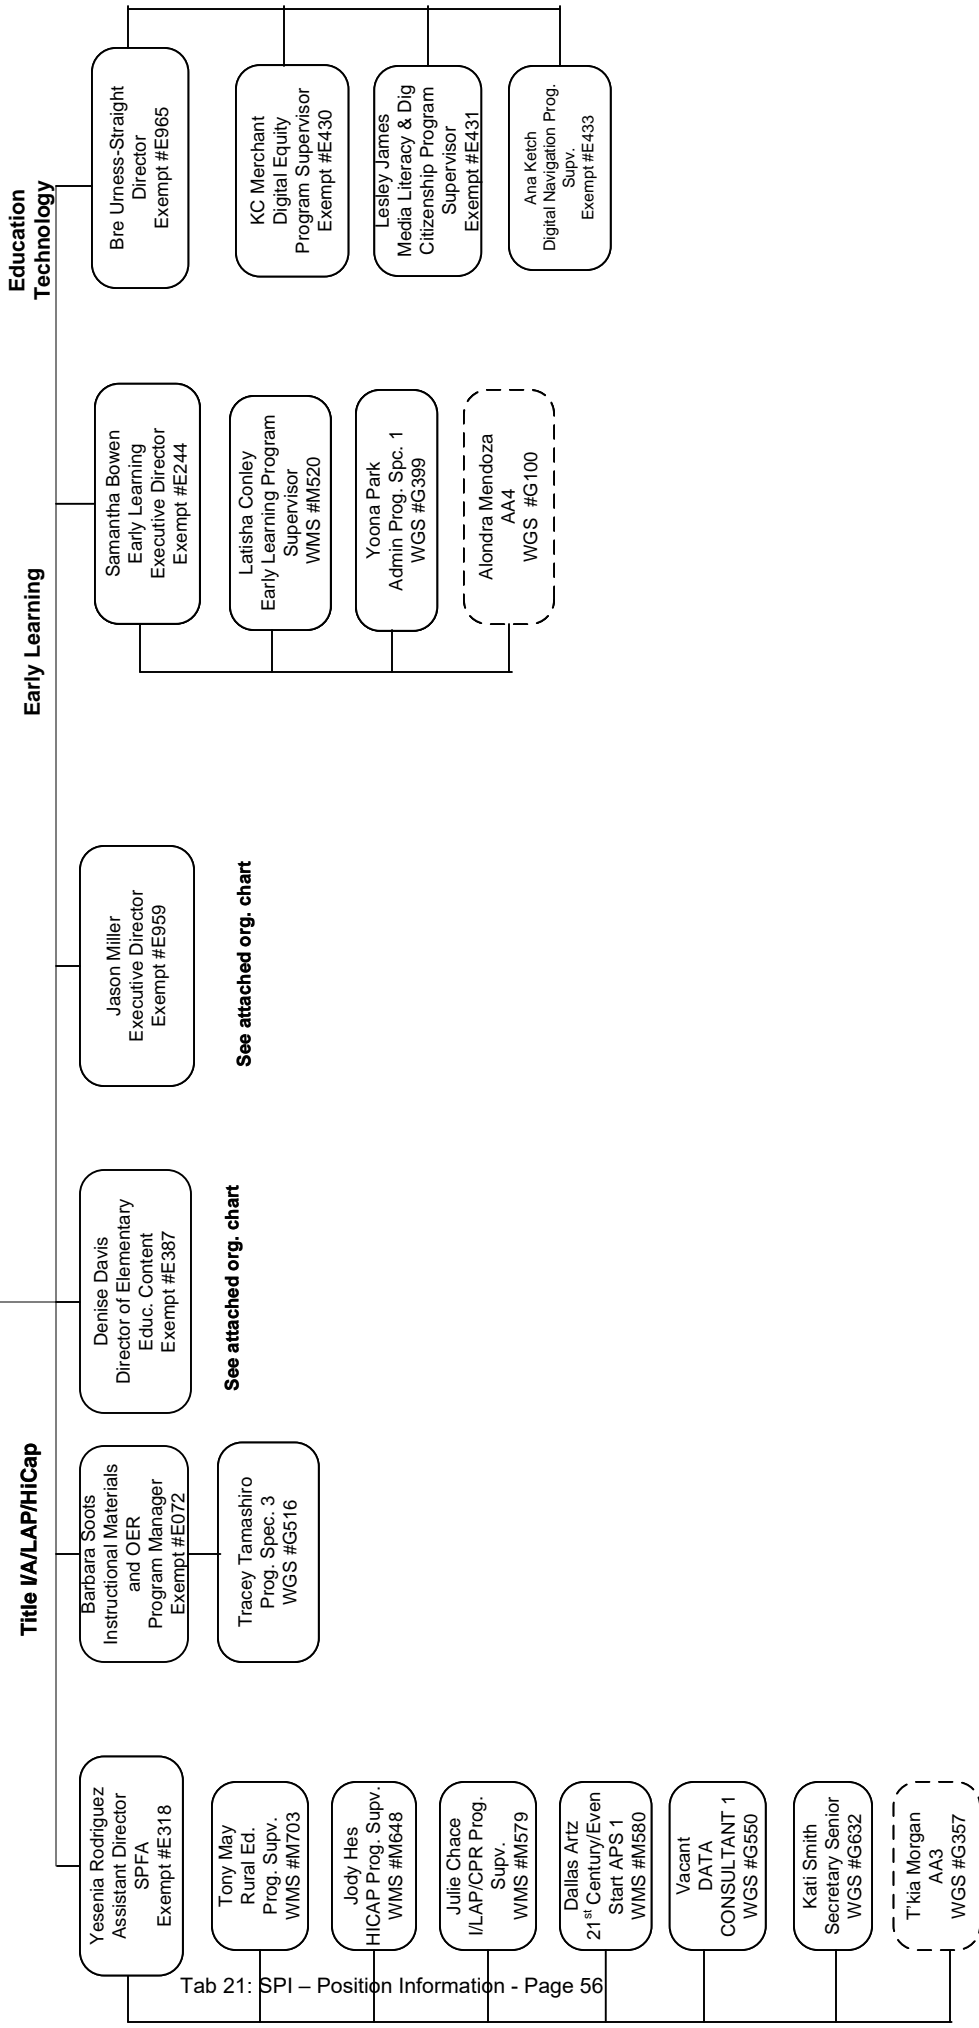 Title I/A/LAP/HiCap
Early Learning
Education
Technology
Yesenia Rodriguez
Assistant Director
SPFA
Exempt #E318
Tony May
Rural Ed.
Prog. Supv.
WMS #M703
Jody Hes
HICAP Prog. Supv.
WMS #M648
Julie Chace
I/LAP/CPR Prog.
Supv.
WMS #M579
Dallas Artz
21st Century/Even
Start APS 1
WMS #M580
Vacant
DATA
CONSULTANT 1
WGS #G550
Kati Smith
Secretary Senior
WGS #G632
T'kia Morgan
AA3
WGS #G357
Barbara Soots
Instructional Materials
and OER
Program Manager
Exempt #E072
Tracey Tamashiro
Prog. Spec. 3
WGS #G516
Denise Davis
Director of Elementary
Educ. Content
Exempt #E387
See attached org. chart
Jason Miller
Executive Director
Exempt #E959
See attached org. chart
Samantha Bowen
Early Learning
Executive Director
Exempt #E244
Latisha Conley
Early Learning Program
Supervisor
WMS #M520
Yoona Park
Admin Prog. Spc. 1
WGS #G399
Alondra Mendoza
AA4
WGS #G100
Bre Urness-Straight
Director
Exempt #E965
KC Merchant
Digital Equity
Program Supervisor
Exempt #E430
Lesley James
Media Literacy & Dig
Citizenship Program
Supervisor
Exempt #E431
Ana Ketch
Digital Navigation Prog.
Supv.
Exempt #E433
Tab 21: SPI – Position Information - Page 56